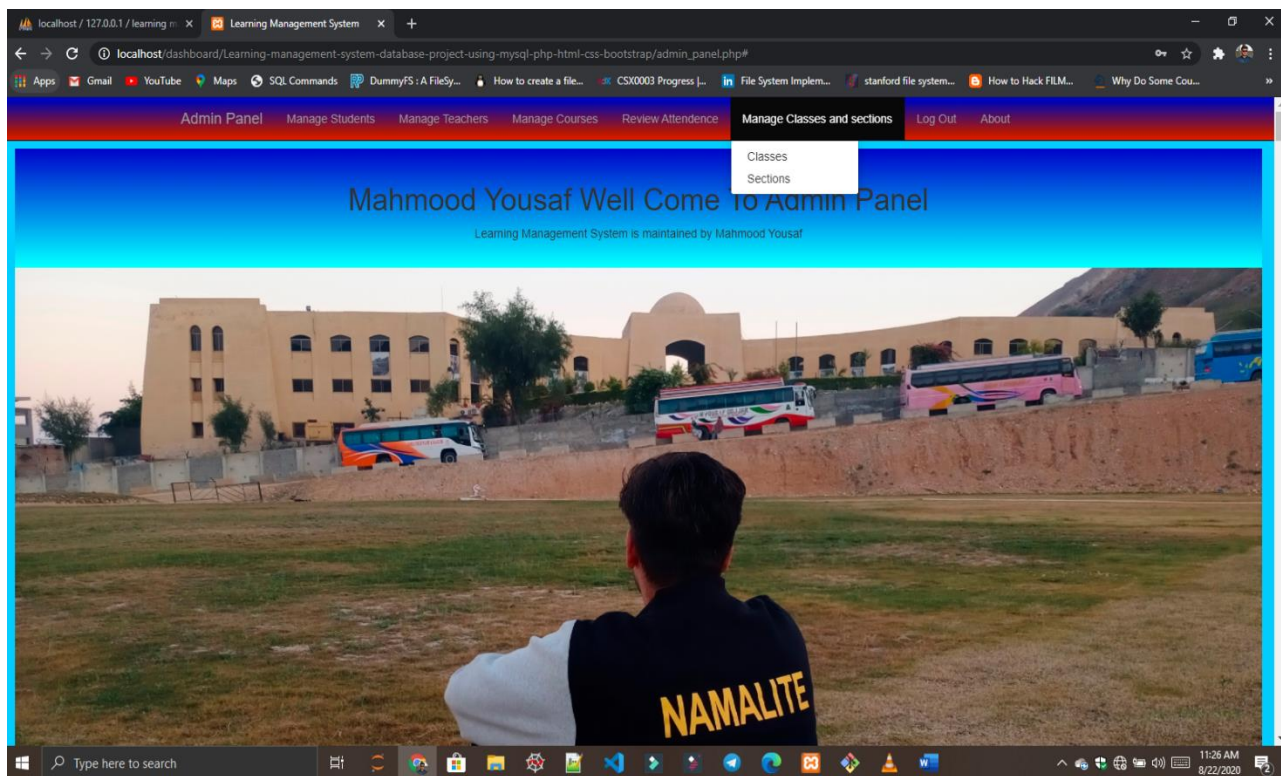 localhost / 127.0.0.1 / learning m
Learning Management System
localhost/dashboard/Learning-management-system-database-project-using-mysql-php-html-css-bootstrap/admin_panel.php#
Apps Gmail YouTube Maps SQL Commands DummyFS : A FileSy... How to create a file... CSX0003 Progress |... File System Implem... stanford file system... How to Hack FILM... Why Do Some Cou... »
Admin Panel Manage Students Manage Teachers Manage Courses Review Attendence Manage Classes and sections Log Out About
Classes
Sections
Mahmood Yousaf Well Come To Admin Panel
Learning Management System is maintained by Mahmood Yousaf
NAMALITE
Type here to search
11:26 AM
8/22/2020